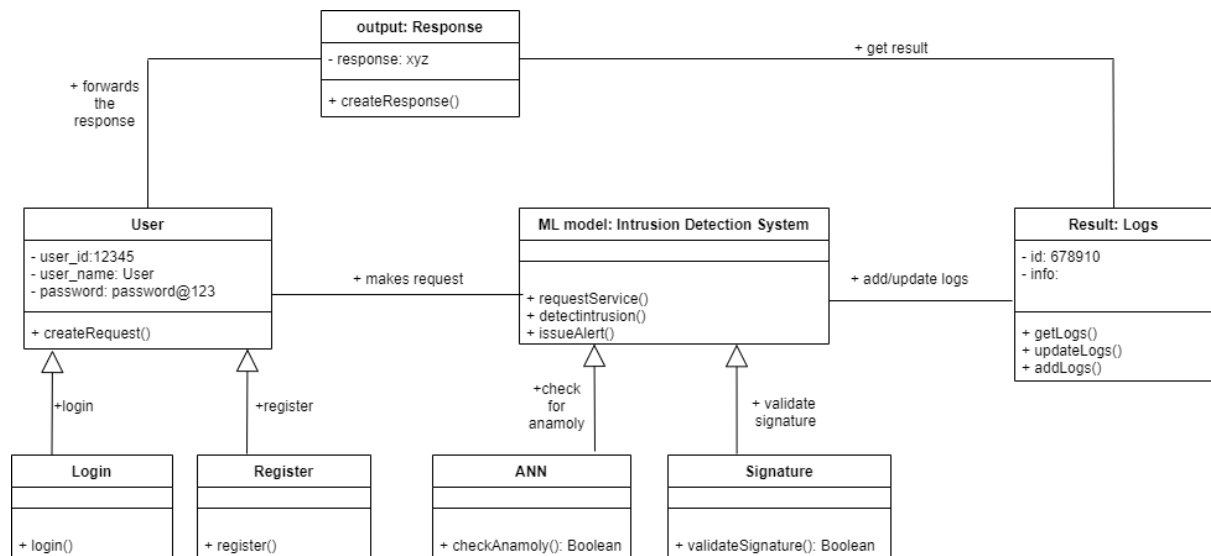 output: Response
- response: xyz
+ createResponse()
+ get result
+ forwards
the
response
User
- user_id:12345
- user_name: User
- password: password@123
+ createRequest()
+ makes request
ML model: Intrusion Detection System
+ requestService()
+ detectintrusion()
+ issueAlert()
+ add/update logs
Result: Logs
- id: 678910
- info:
+ getLogs()
+ updateLogs()
+ addLogs()
+login
+register
+check
for
anamoly
+ validate
signature
Login
+ login()
Register
+ register()
ANN
+ checkAnamoly(): Boolean
Signature
+ validateSignature(): Boolean